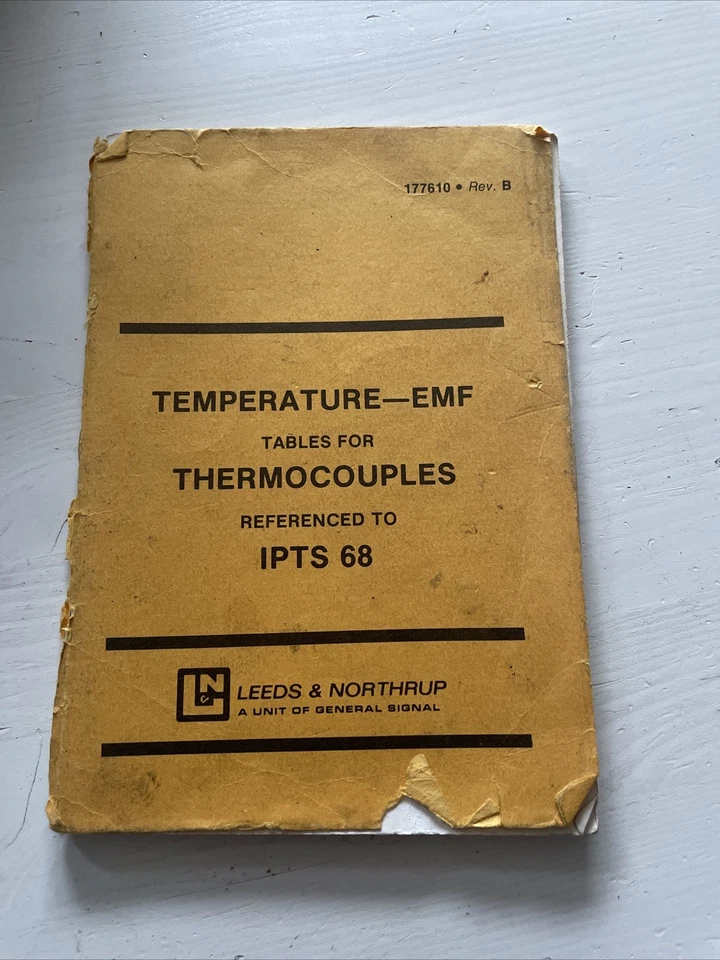 177610 • Rev. B
TEMPERATURE—EMF
TABLES FOR
THERMOCOUPLES
REFERENCED TO
IPTS 68
L&N LEEDS & NORTHRUP
A UNIT OF GENERAL SIGNAL